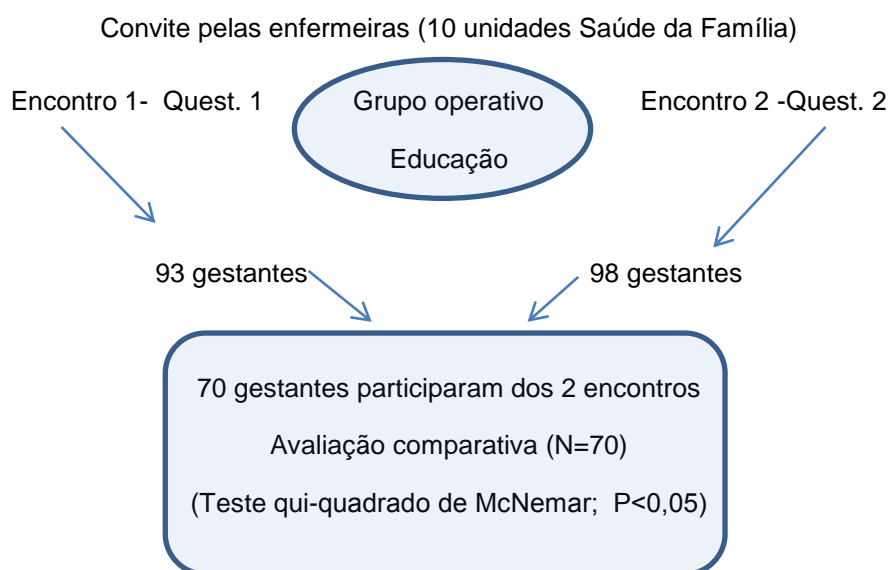 Convite pelas enfermeiras (10 unidades Saúde da Família)
Encontro 1- Quest. 1
Grupo operativo
Educação
Encontro 2 -Quest. 2
93 gestantes
98 gestantes
70 gestantes participaram dos 2 encontros
Avaliação comparativa (N=70)
(Teste qui-quadrado de McNemar; P<0,05)